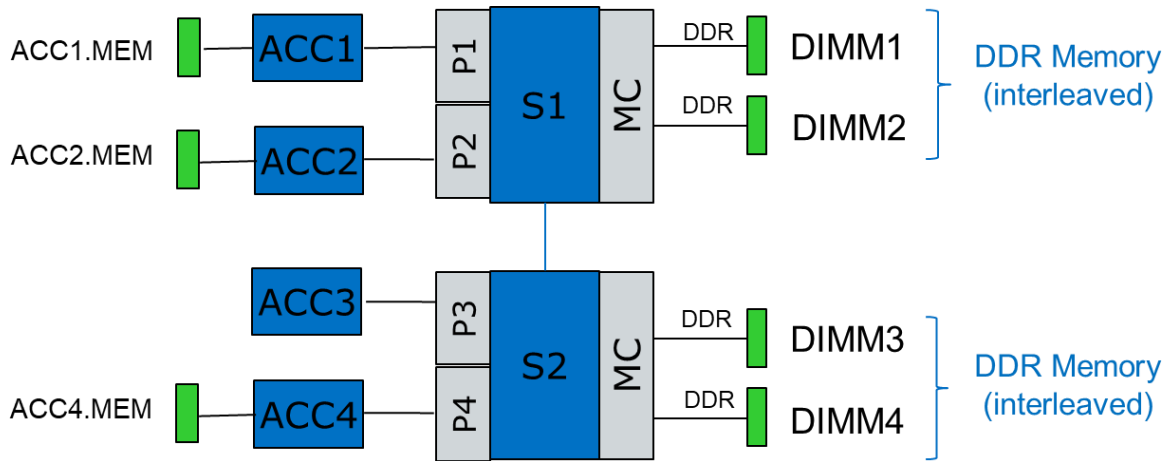 ACC1.MEM
ACC1
P1
S1
MC
DDR
DIMM1
DDR Memory
(interleaved)
ACC2.MEM
ACC2
P2
DDR
DIMM2
ACC3
P3
S2
MC
DDR
DIMM3
DDR Memory
(interleaved)
ACC4.MEM
ACC4
P4
DDR
DIMM4